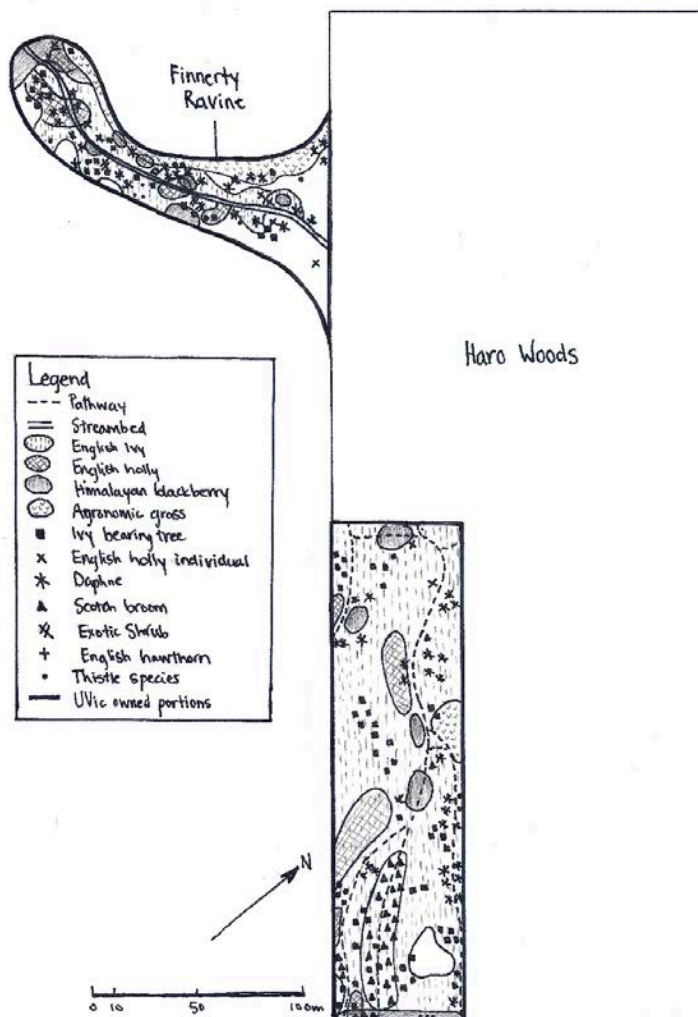 Finnerty
Ravine
Haro Woods
Legend
Pathway
Streambed
English Ivy
English holly
Himalayan blackberry
Agronomic grass
Ivy bearing tree
English holly individual
Daphne
Scotch broom
Exotic Shrub
English hawthorn
Thistle species
UVic owned portions
N
0 10 50 100m